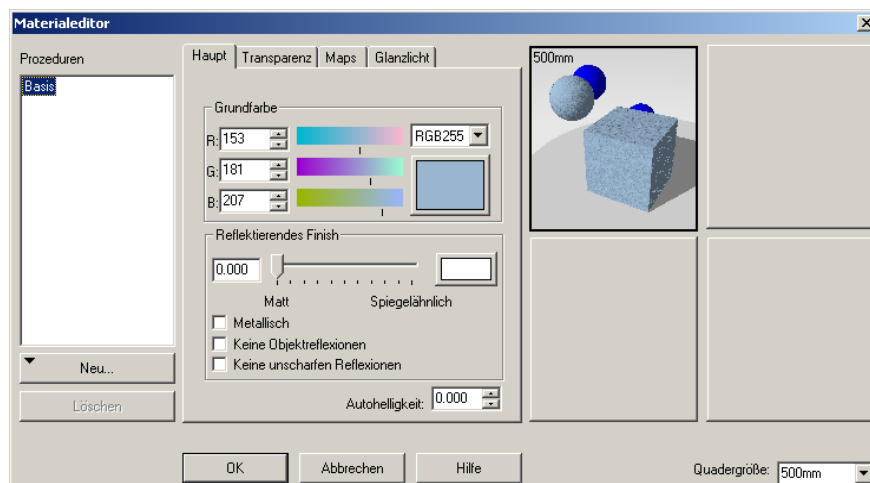 Materialeditor
Prozeduren
Basis
Neu...
Löschen
Haupt Transparenz Maps Glanzlicht
Grundfarbe
R: 153 RGB255
G: 181
B: 207
Reflektierendes Finish
0.000
Matt Spiegelähnlich
Metallisch
Keine Objektreflexionen
Keine unscharfen Reflexionen
Autohelligkeit: 0.000
500mm
OK Abbrechen Hilfe
Quadergröße: 500mm